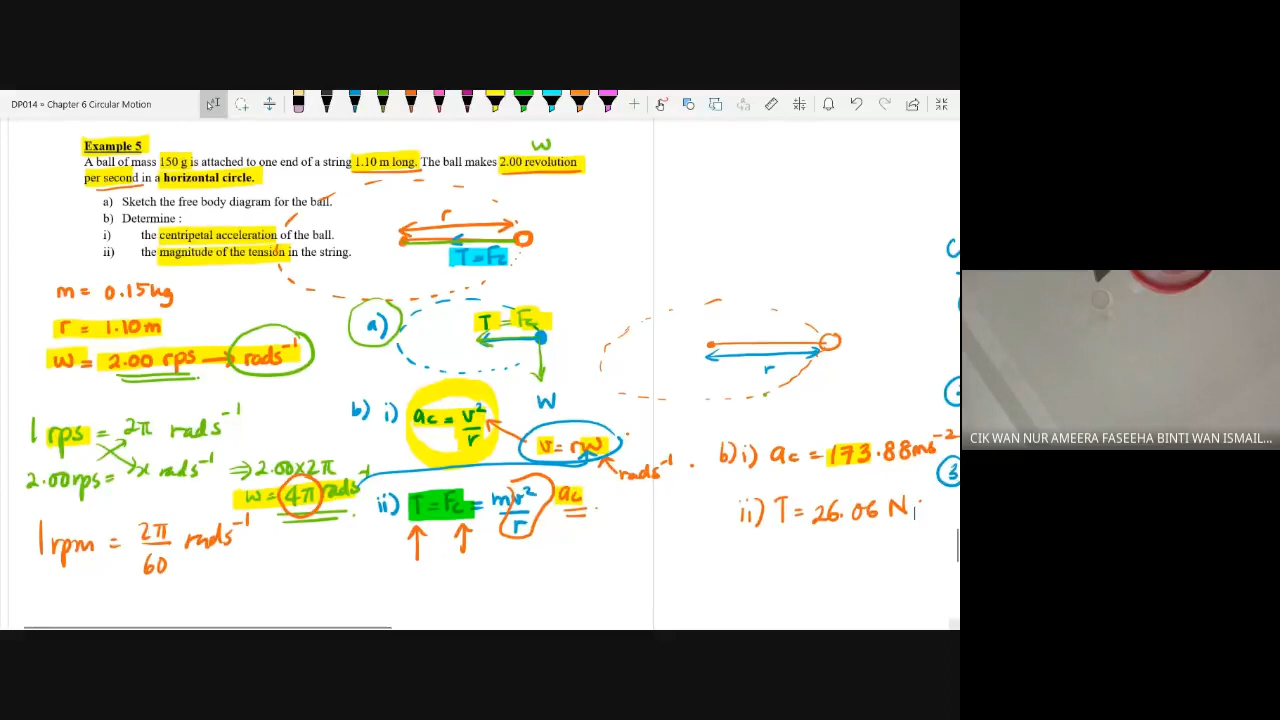 DP014 » Chapter 6 Circular Motion
Example 5
A ball of mass 150 g is attached to one end of a string 1.10 m long. The ball makes 2.00 revolution
per second in a horizontal circle.
ω
a) Sketch the free body diagram for the ball.
b) Determine :
i) the centripetal acceleration of the ball.
ii) the magnitude of the tension in the string.
r
T = Fc
m = 0.15kg
r = 1.10m
ω = 2.00 rps → rads⁻¹
1 rps = 2π rads⁻¹
2.00rps = x rads⁻¹ ⇒ 2.00×2π
ω = 4π rads⁻¹
1 rpm = 2π/60 rads⁻¹
a) T = Fc
W
b) i) ac = v²/r
v = rω
rads⁻¹.
ii) T = Fc = mv²/r ac
r
b) i) ac = 173.88ms⁻²
ii) T = 26.06 N
CIK WAN NUR AMEERA FASEEHA BINTI WAN ISMAIL...